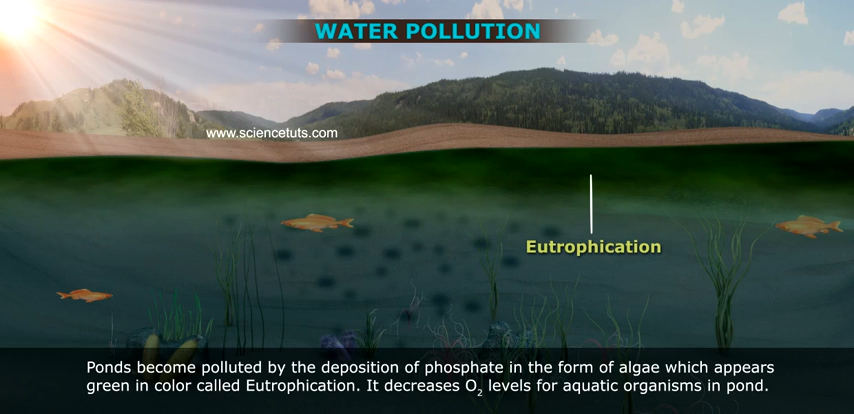 WATER POLLUTION
www.sciencetuts.com
Eutrophication
Ponds become polluted by the deposition of phosphate in the form of algae which appears
green in color called Eutrophication. It decreases O₂ levels for aquatic organisms in pond.